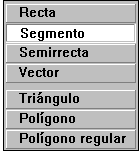 Recta
Segmento
Semirrecta
Vector
Triángulo
Polígono
Polígono regular